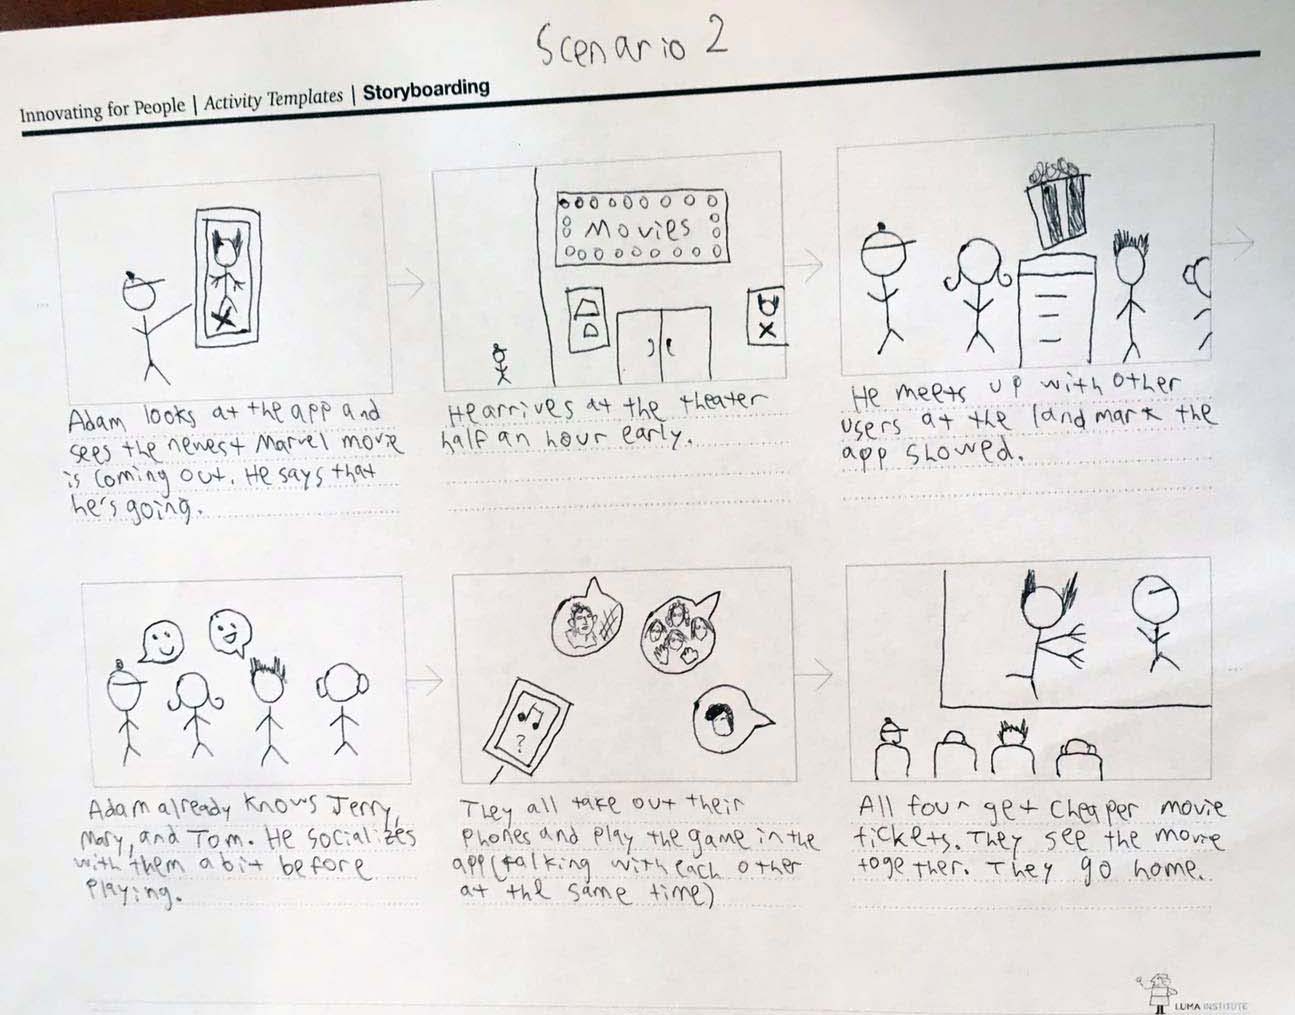 Scenario 2
Innovating for People | Activity Templates | Storyboarding
Movies
Adam looks at the app and
sees the newest Marvel movie
is coming out. He says that
he's going.
He arrives at the theater
half an hour early.
He meets up with other
users at the landmark the
app showed.
?
Adam already knows Jerry,
Mary, and Tom. He socializes
with them a bit before
playing.
They all take out their
phones and play the game in the
app (talking with each other
at the same time)
All four get cheaper movie
tickets. They see the movie
together. They go home.
LUMA INSTITUTE